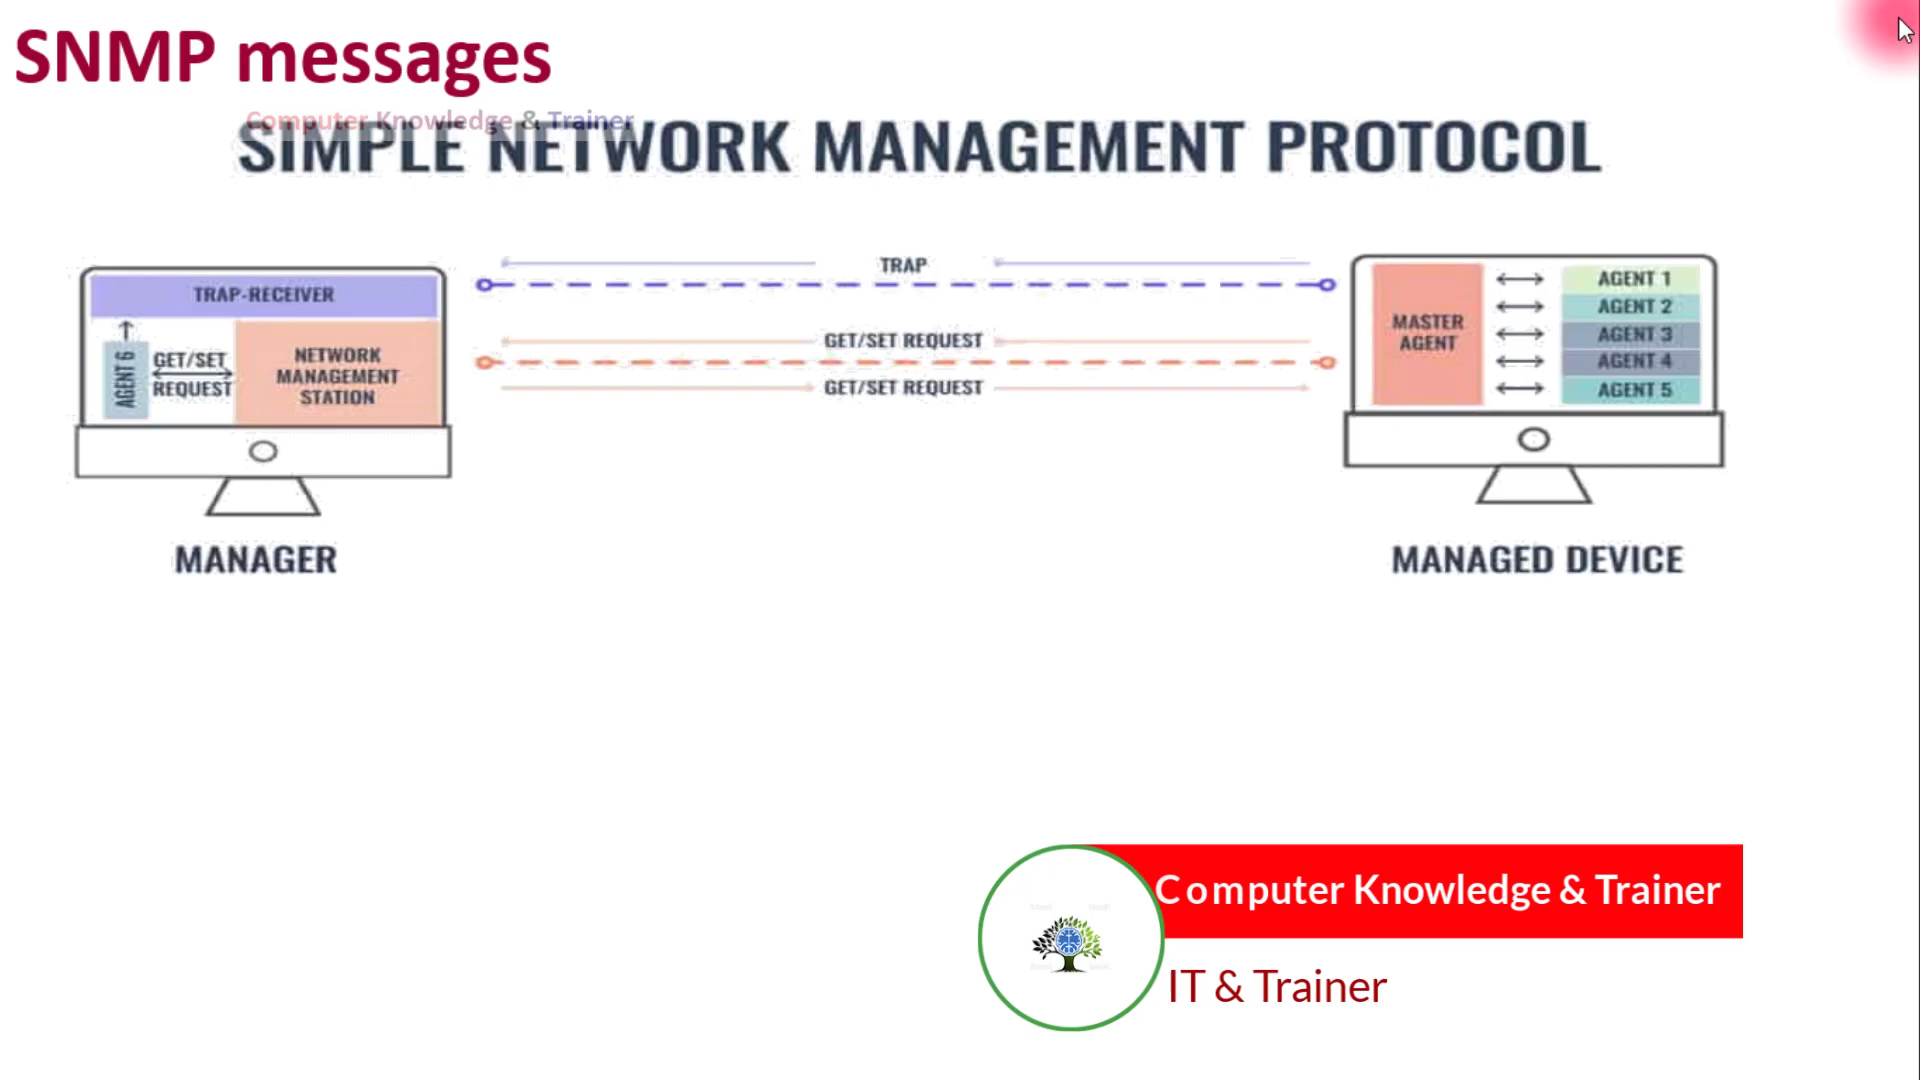 SNMP messages
Computer Knowledge & Trainer
SIMPLE NETWORK MANAGEMENT PROTOCOL
TRAP-RECEIVER
AGENT 6
GET/SET
REQUEST
NETWORK
MANAGEMENT
STATION
MANAGER
TRAP
GET/SET REQUEST
GET/SET REQUEST
MASTER
AGENT
AGENT 1
AGENT 2
AGENT 3
AGENT 4
AGENT 5
MANAGED DEVICE
Computer Knowledge & Trainer
IT & Trainer